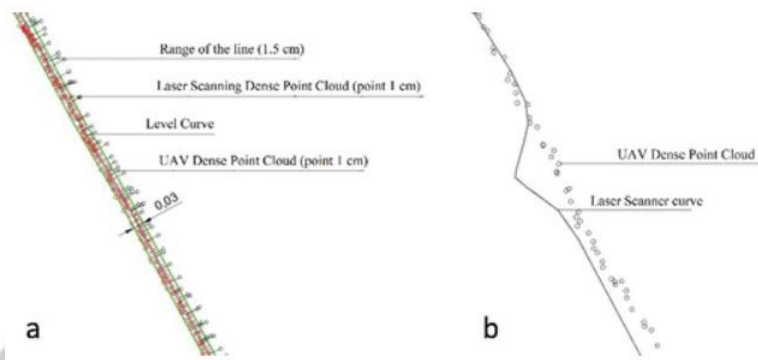 Range of the line (1.5 cm)
Laser Scanning Dense Point Cloud (point 1 cm)
Level Curve
UAV Dense Point Cloud (point 1 cm)
0,03
a
UAV Dense Point Cloud
Laser Scanner curve
b